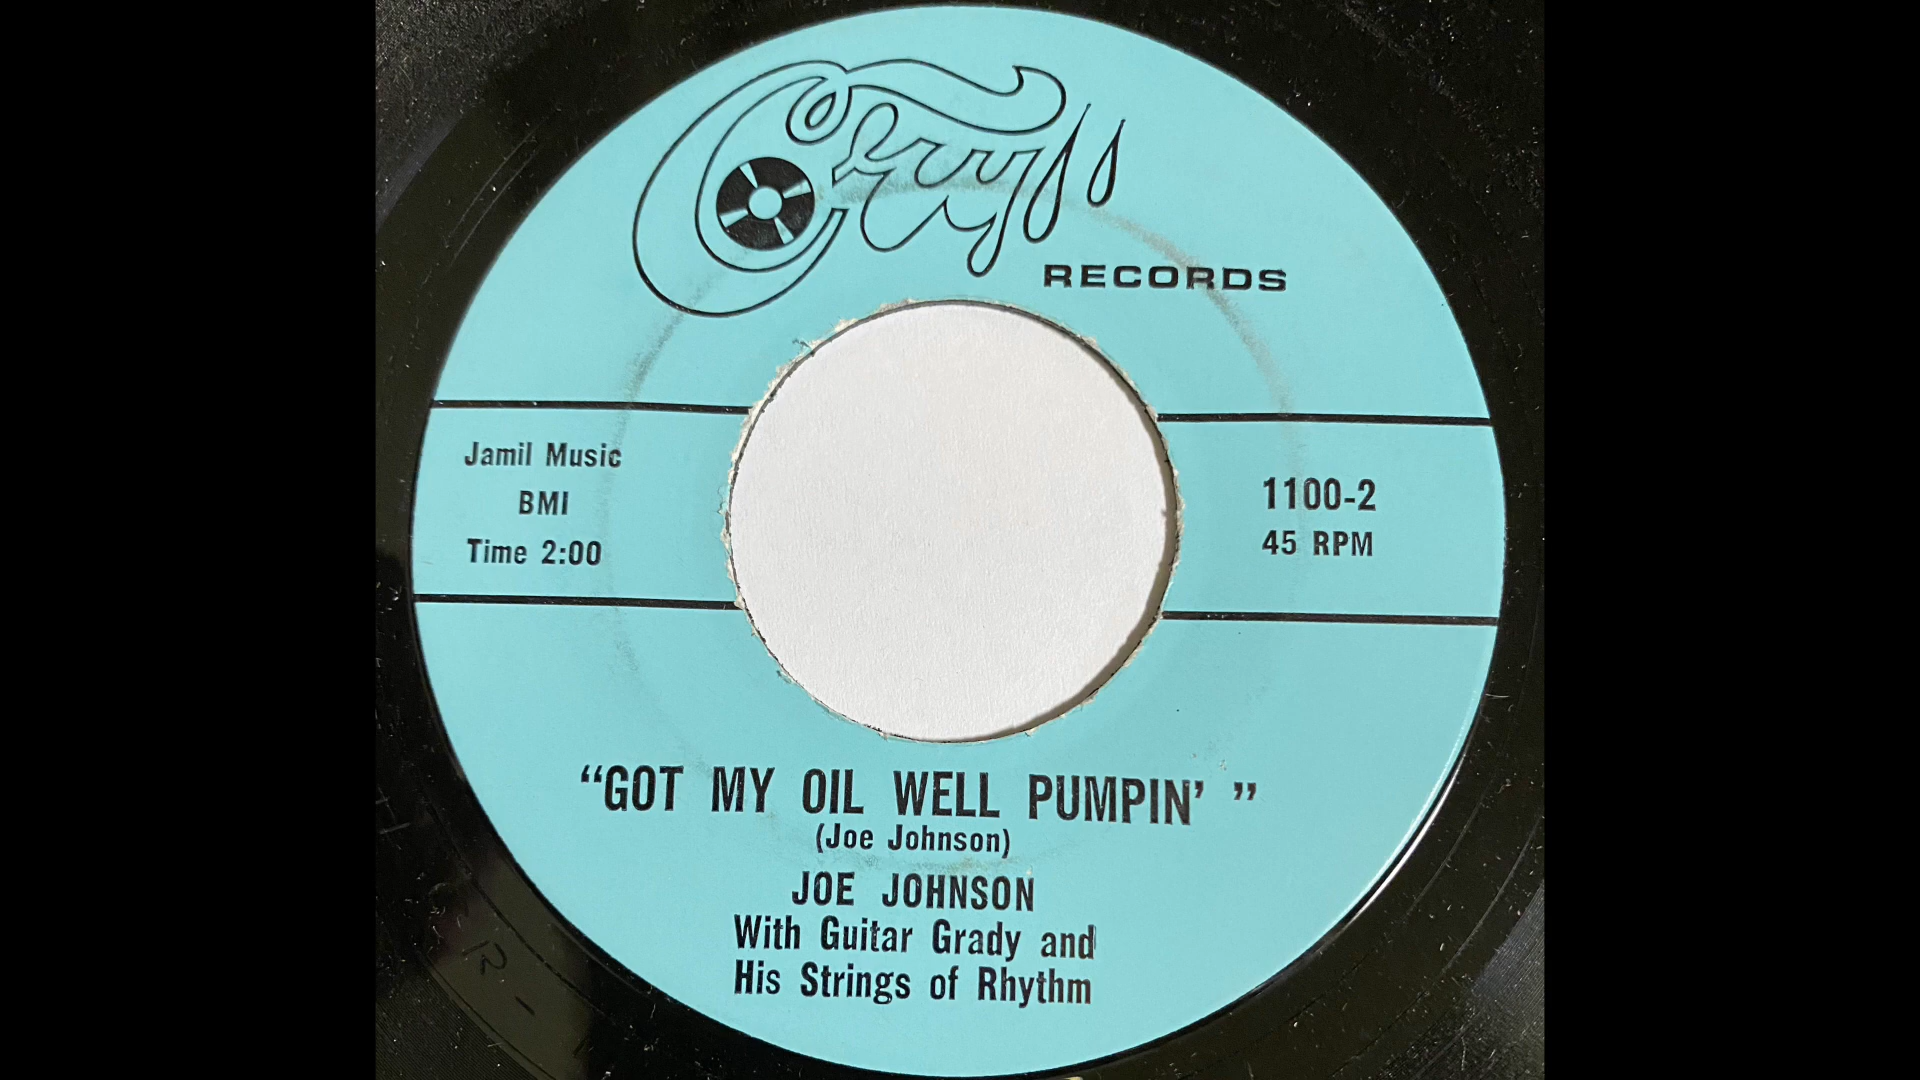 RECORDS
Jamil Music
BMI
Time 2:00
1100-2
45 RPM
“GOT MY OIL WELL PUMPIN’ ”
(Joe Johnson)
JOE JOHNSON
With Guitar Grady and
His Strings of Rhythm